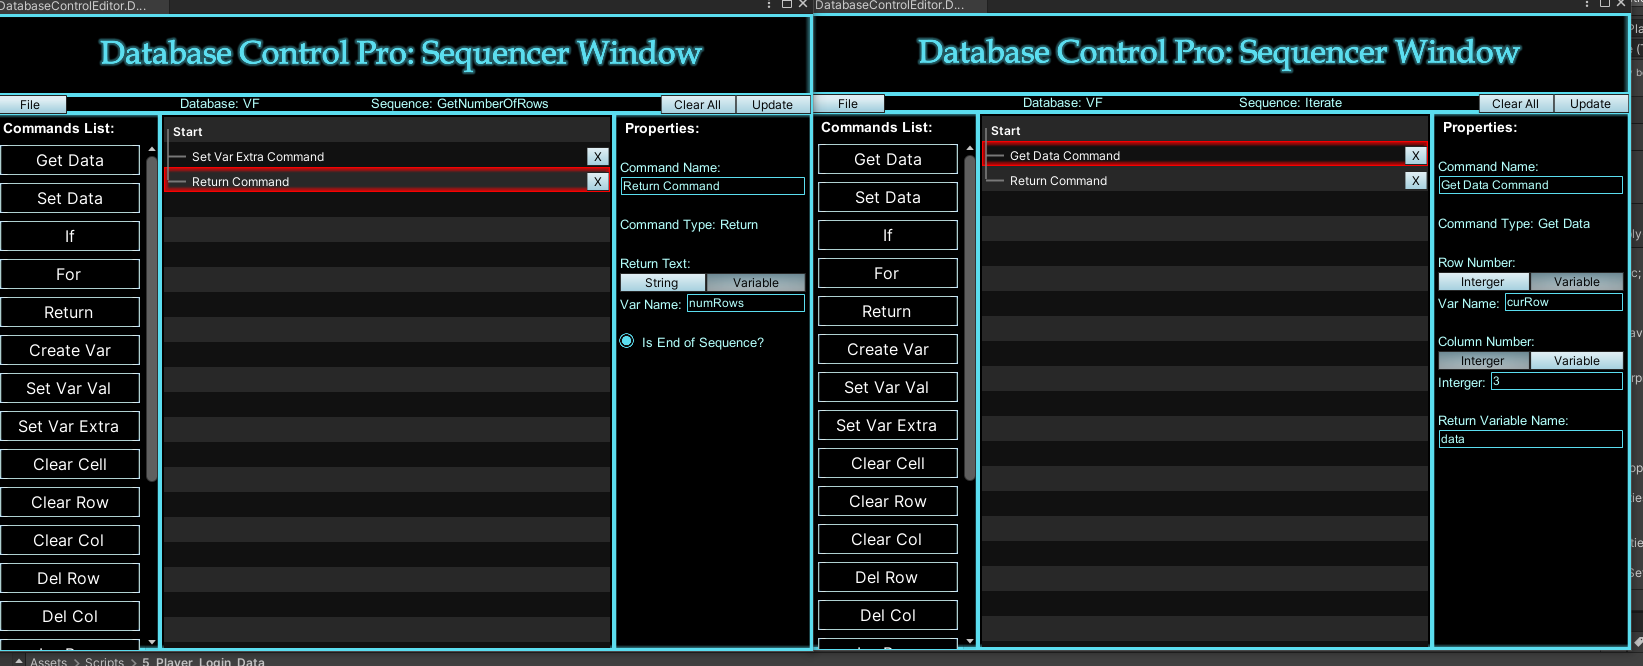 DatabaseControlEditor.D...
Database Control Pro: Sequencer Window
File
Database: VF
Sequence: GetNumberOfRows
Clear All
Update
Commands List:
Get Data
Set Data
If
For
Return
Create Var
Set Var Val
Set Var Extra
Clear Cell
Clear Row
Clear Col
Del Row
Del Col
Start
Set Var Extra Command
X
Return Command
X
Properties:
Command Name:
Return Command
Command Type: Return
Return Text:
String
Variable
Var Name: numRows
Is End of Sequence?
DatabaseControlEditor.D...
Database Control Pro: Sequencer Window
File
Database: VF
Sequence: Iterate
Clear All
Update
Commands List:
Get Data
Set Data
If
For
Return
Create Var
Set Var Val
Set Var Extra
Clear Cell
Clear Row
Clear Col
Del Row
Del Col
Start
Get Data Command
X
Return Command
X
Properties:
Command Name:
Get Data Command
Command Type: Get Data
Row Number:
Interger
Variable
Var Name: curRow
Column Number:
Interger
Variable
Interger: 3
Return Variable Name:
data
Assets > Scripts > 5_Player_Login_Data